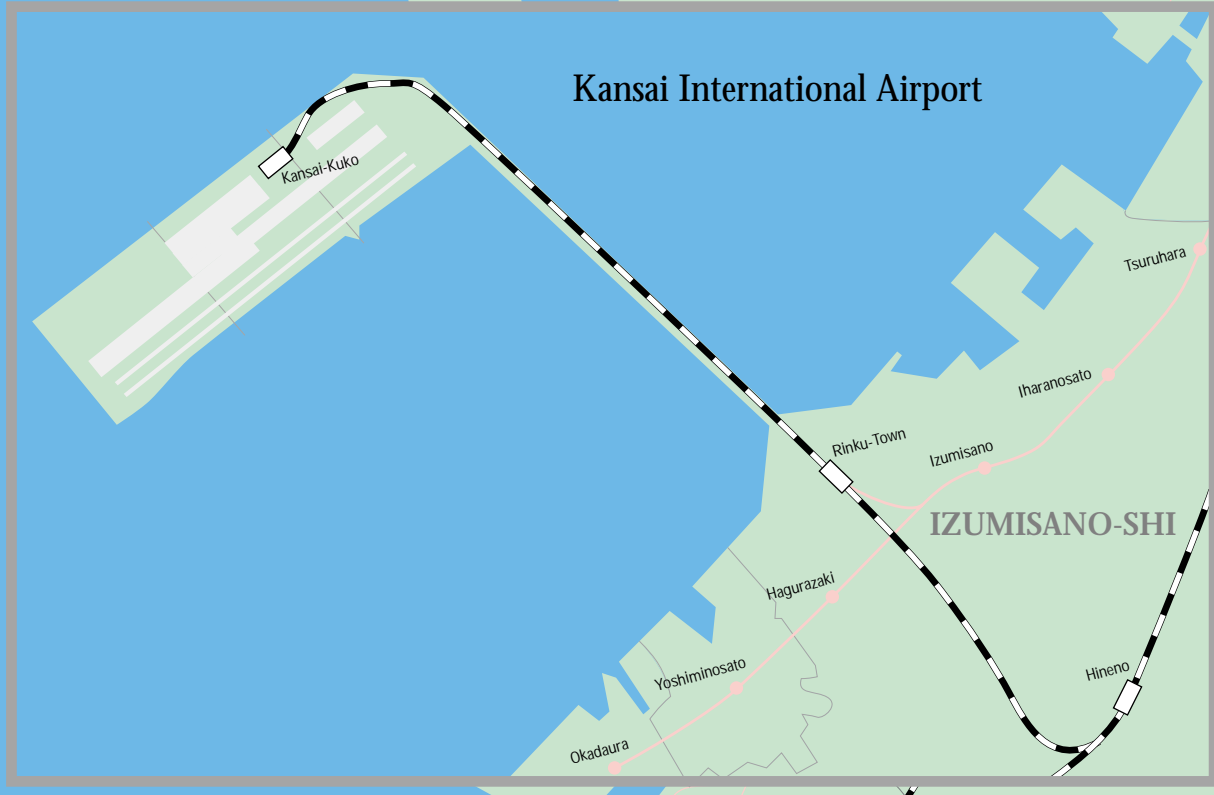 Kansai International Airport
Kansai-Kuko
Tsuruhara
Iharanosato
Rinku-Town
Izumisano
IZUMISANO-SHI
Hagurazaki
Yoshiminosato
Hineno
Okadaura